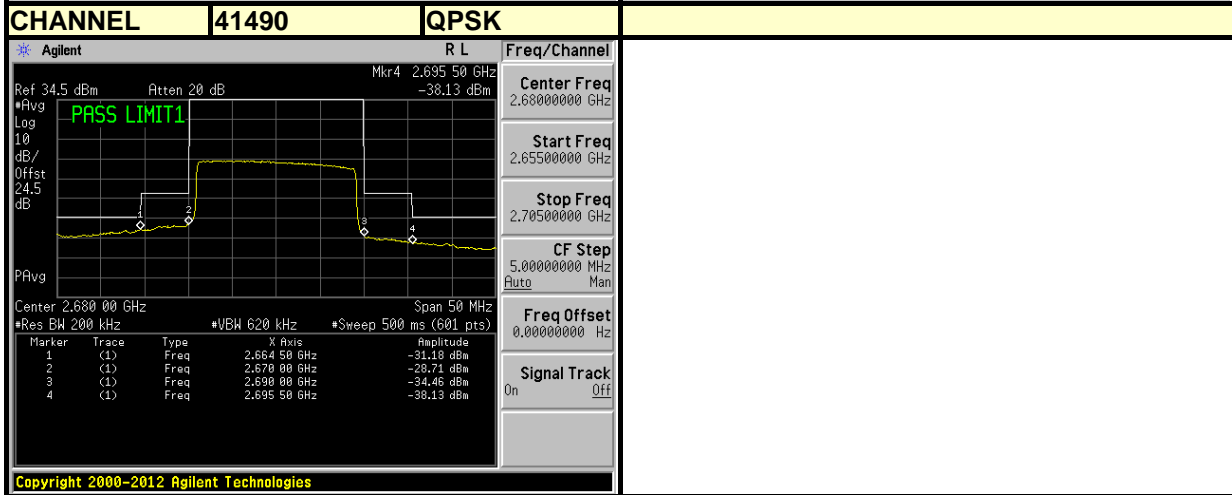 CHANNEL 41490 QPSK
Agilent R L Freq/Channel
Mkr4 2.695 50 GHz
Ref 34.5 dBm Atten 20 dB -38.13 dBm
#Avg
Log
10
dB/
Offst
24.5
dB
PAvg
PASS LIMIT1
1
2
3
4
Center 2.680 00 GHz Span 50 MHz
#Res BW 200 kHz #VBW 620 kHz #Sweep 500 ms (601 pts)
Marker Trace Type X Axis Amplitude
1 (1) Freq 2.664 50 GHz -31.18 dBm
2 (1) Freq 2.670 00 GHz -28.71 dBm
3 (1) Freq 2.690 00 GHz -34.46 dBm
4 (1) Freq 2.695 50 GHz -38.13 dBm
Center Freq
2.68000000 GHz
Start Freq
2.65500000 GHz
Stop Freq
2.70500000 GHz
CF Step
5.00000000 MHz
Auto Man
Freq Offset
0.00000000 Hz
Signal Track
On Off
Copyright 2000-2012 Agilent Technologies